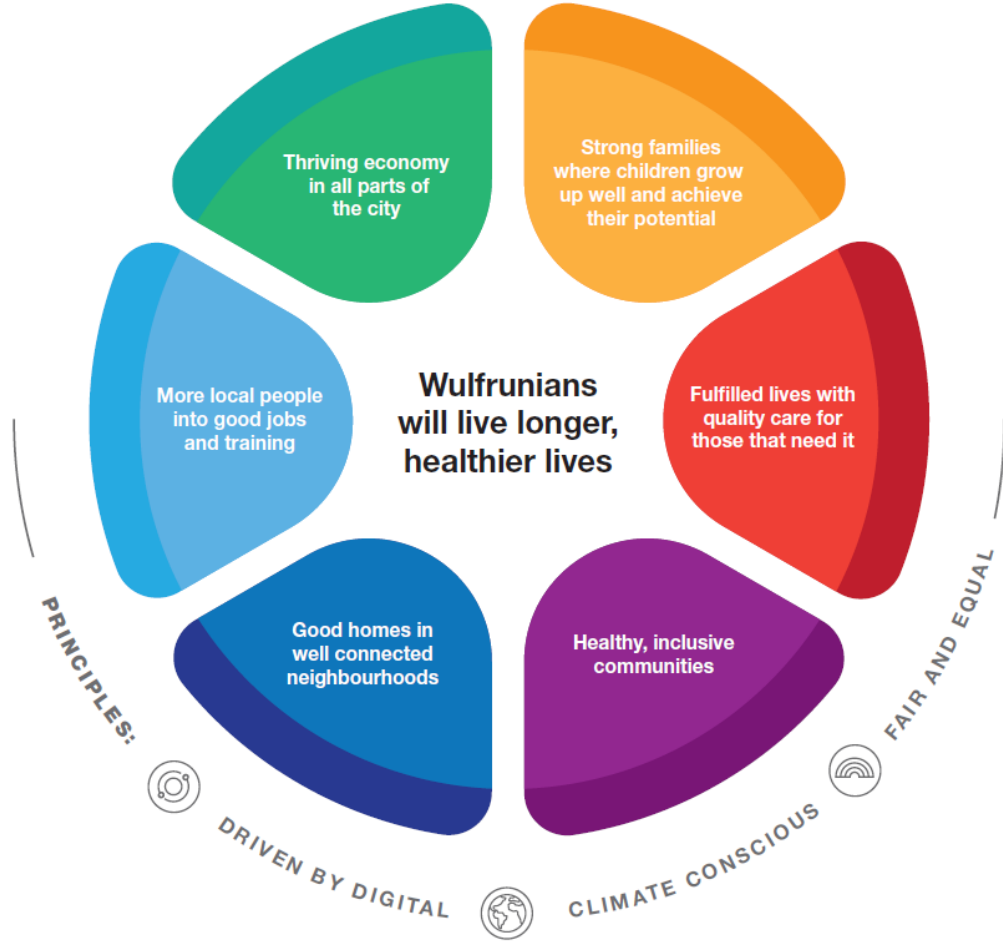 Thriving economy
in all parts of
the city
Strong families
where children grow
up well and achieve
their potential
More local people
into good jobs
and training
Wulfrunians
will live longer,
healthier lives
Fulfilled lives with
quality care for
those that need it
Good homes in
well connected
neighbourhoods
Healthy, inclusive
communities
PRINCIPLES:
DRIVEN BY DIGITAL
CLIMATE CONSCIOUS
FAIR AND EQUAL